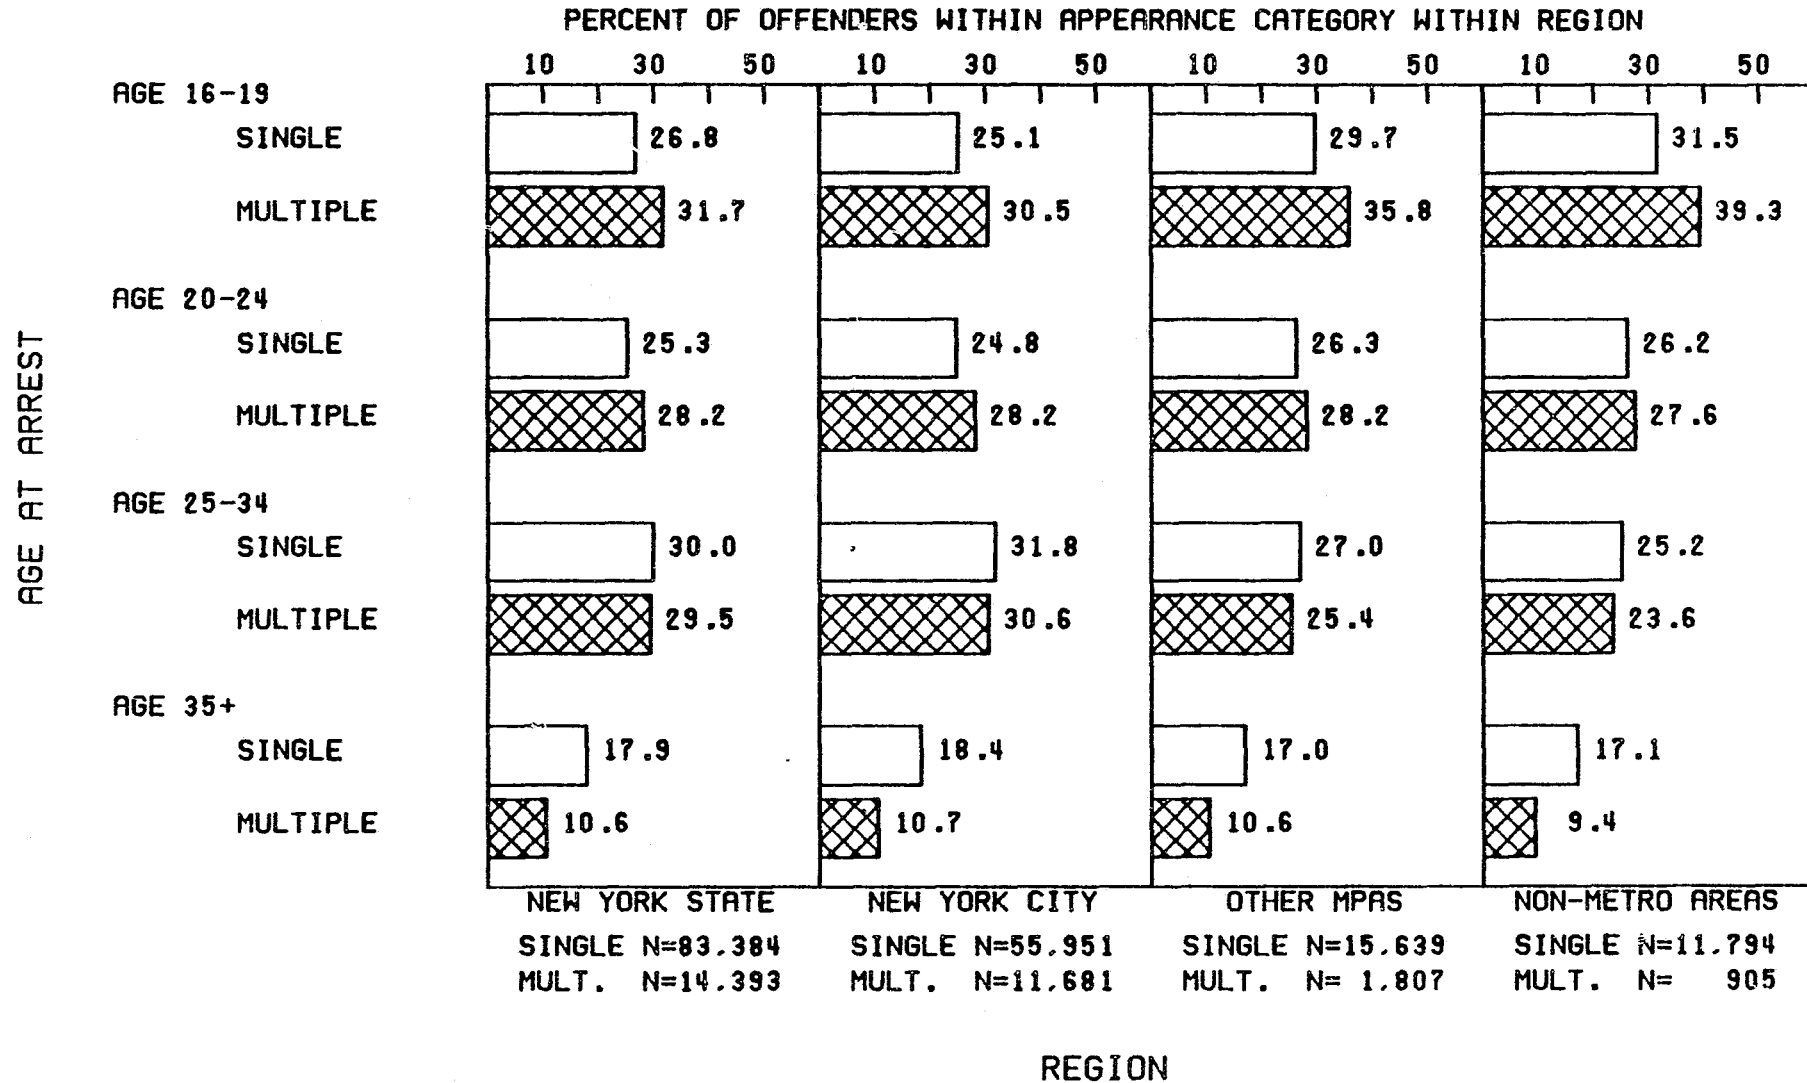 PERCENT OF OFFENDERS WITHIN APPEARANCE CATEGORY WITHIN REGION
10 30 50 10 30 50 10 30 50 10 30 50
AGE 16-19
SINGLE 26.8 25.1 29.7 31.5
MULTIPLE 31.7 30.5 35.8 39.3
AGE 20-24
SINGLE 25.3 24.8 26.3 26.2
MULTIPLE 28.2 28.2 28.2 27.6
AGE AT ARREST
AGE 25-34
SINGLE 30.0 31.8 27.0 25.2
MULTIPLE 29.5 30.6 25.4 23.6
AGE 35+
SINGLE 17.9 18.4 17.0 17.1
MULTIPLE 10.6 10.7 10.6 9.4
NEW YORK STATE NEW YORK CITY OTHER MPAS NON-METRO AREAS
SINGLE N=83,384 SINGLE N=55,951 SINGLE N=15,639 SINGLE N=11,794
MULT. N=14,393 MULT. N=11,681 MULT. N= 1,807 MULT. N= 905
REGION